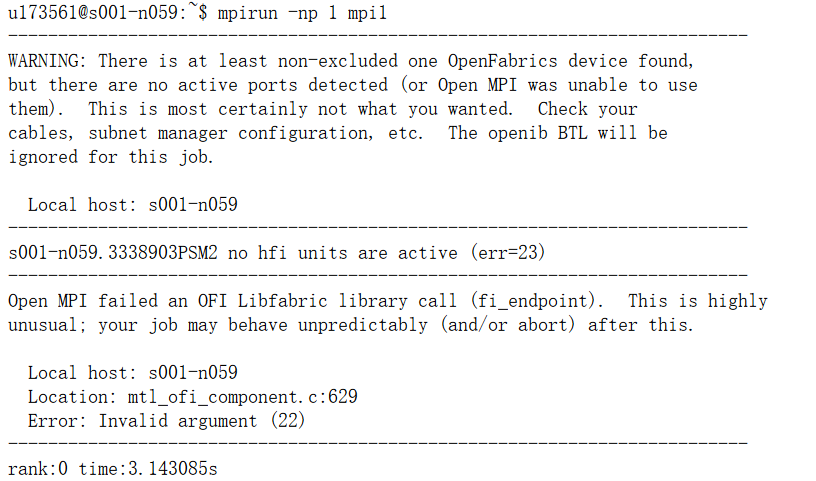 u173561@s001-n059:~$ mpirun -np 1 mpi1
--------------------------------------------------------------------------
WARNING: There is at least non-excluded one OpenFabrics device found,
but there are no active ports detected (or Open MPI was unable to use
them).  This is most certainly not what you wanted.  Check your
cables, subnet manager configuration, etc.  The openib BTL will be
ignored for this job.

  Local host: s001-n059
--------------------------------------------------------------------------
s001-n059.3338903PSM2 no hfi units are active (err=23)
--------------------------------------------------------------------------
Open MPI failed an OFI Libfabric library call (fi_endpoint).  This is highly
unusual; your job may behave unpredictably (and/or abort) after this.

  Local host: s001-n059
  Location: mtl_ofi_component.c:629
  Error: Invalid argument (22)
--------------------------------------------------------------------------
rank:0 time:3.143085s